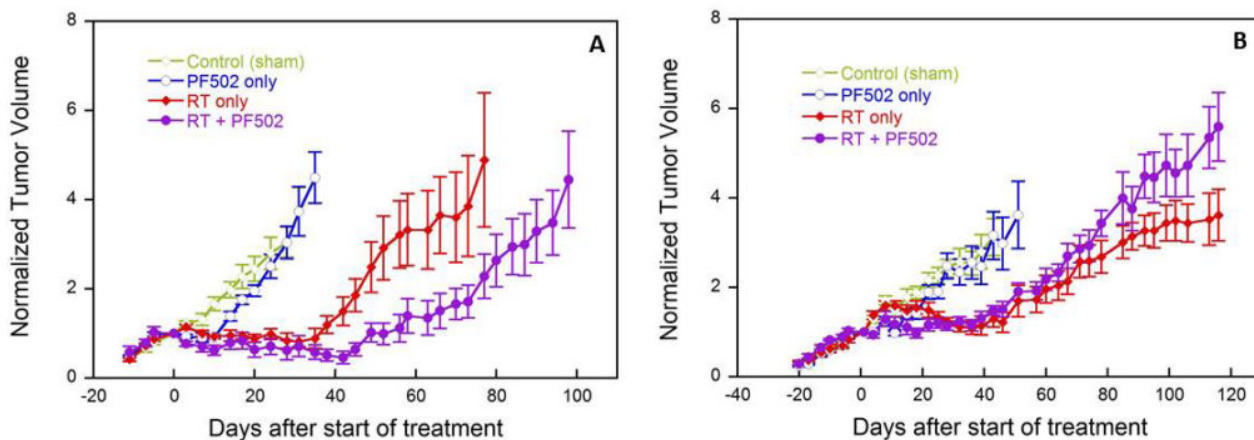 A
8
6
4
2
0
Normalized Tumor Volume
Control (sham)
PF502 only
RT only
RT + PF502
-20 0 20 40 60 80 100
Days after start of treatment
B
8
6
4
2
0
Normalized Tumor Volume
Control (sham)
PF502 only
RT only
RT + PF502
-40 -20 0 20 40 60 80 100 120
Days after start of treatment